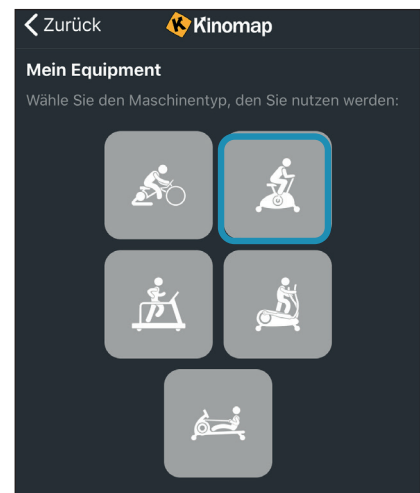 Zurück
Kinomap
Mein Equipment
Wähle Sie den Maschinentyp, den Sie nutzen werden: